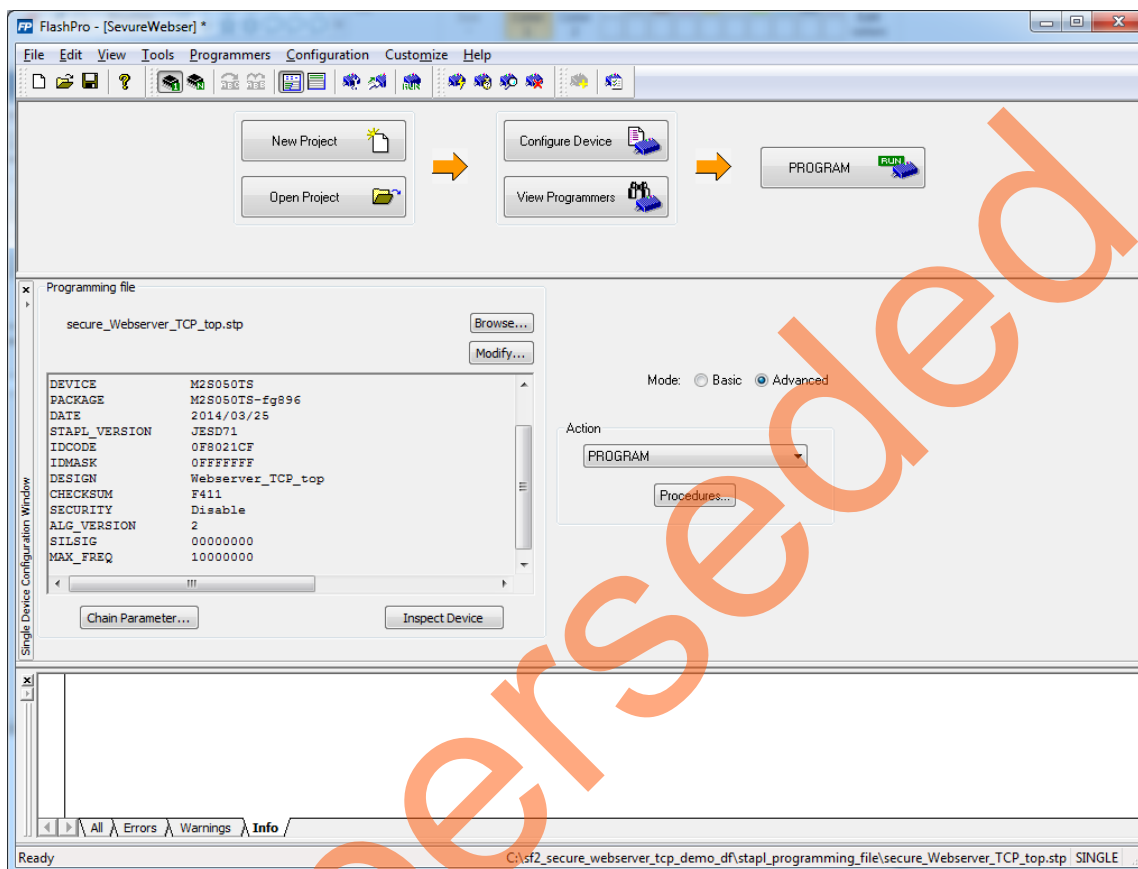 FP FlashPro - [SevureWebser] *
File Edit View Tools Programmers Configuration Customize Help
New Project
Open Project
Configure Device
View Programmers
PROGRAM
RUN
Programming file
secure_Webserver_TCP_top.stp
Browse...
Modify...
DEVICE M2S050TS
PACKAGE M2S050TS-fg896
DATE 2014/03/25
STAPL_VERSION JESD71
IDCODE 0F8021CF
IDMASK 0FFFFFFF
DESIGN Webserver_TCP_top
CHECKSUM F411
SECURITY Disable
ALG_VERSION 2
SILSIG 00000000
MAX_FREQ 10000000
Chain Parameter...
Inspect Device
Mode: Basic Advanced
Action
PROGRAM
Procedures...
Single Device Configuration Window
All Errors Warnings Info
Ready C:\sf2_secure_webserver_tcp_demo_df\stapl_programming_file\secure_Webserver_TCP_top.stp SINGLE
perseded